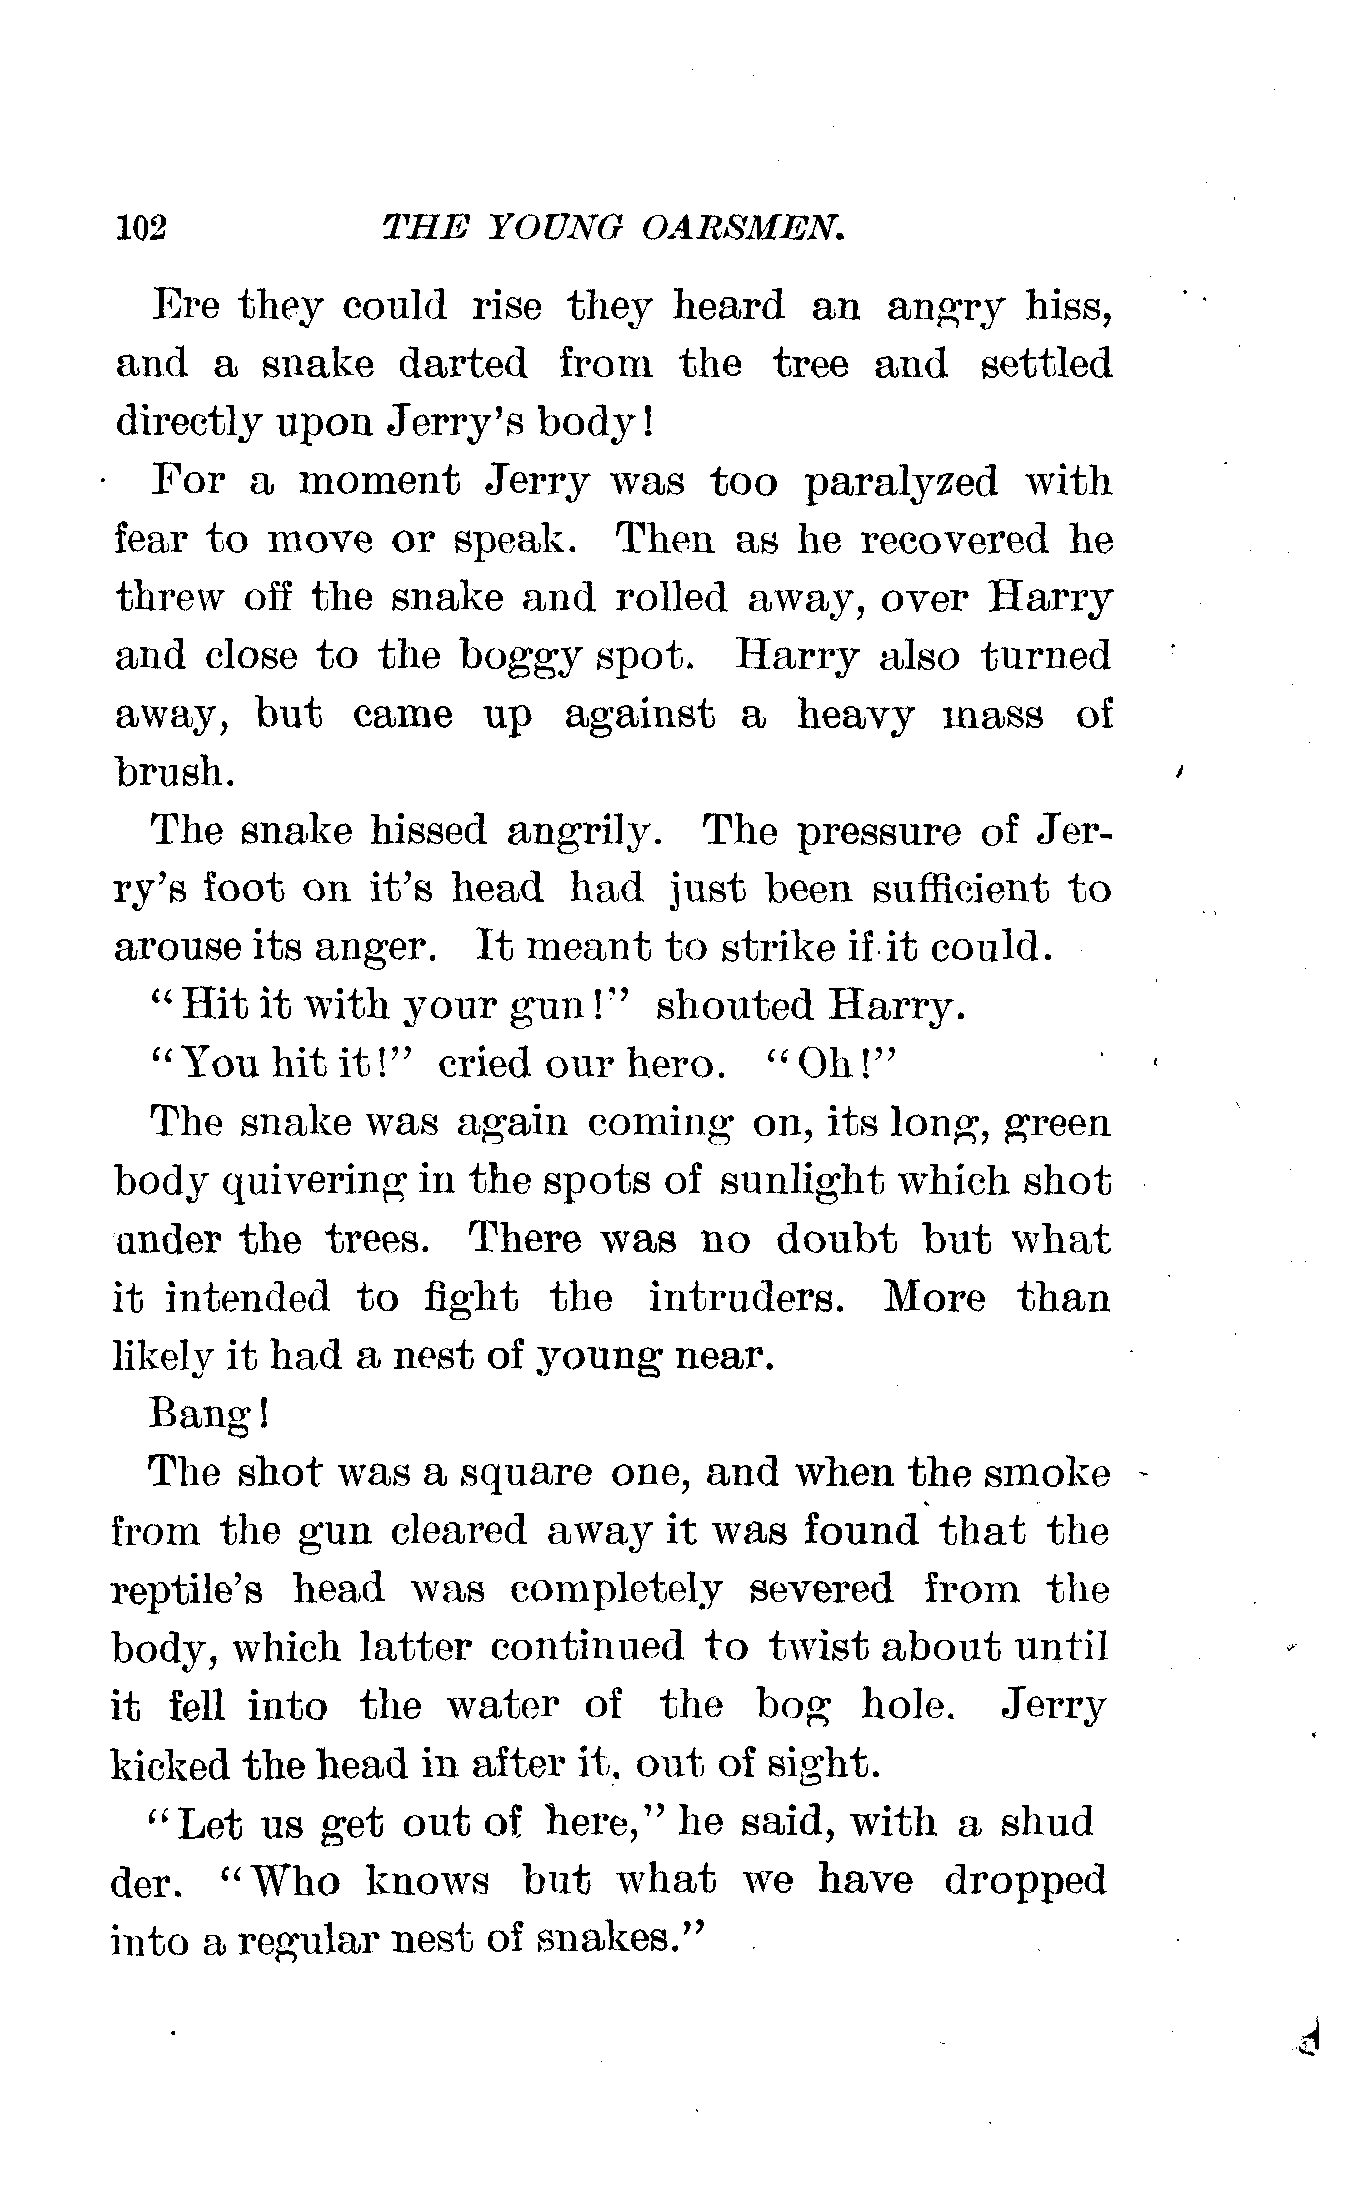 102 THE YOUNG OARSMEN.
Ere they could rise they heard an angry hiss,
and a snake darted from the tree and settled
directly upon Jerry's body!
For a moment Jerry was too paralyzed with
fear to move or speak. Then as he recovered he
threw off the snake and rolled away, over Harry
and close to the boggy spot. Harry also turned
away, but came up against a heavy mass of
brush.
The snake hissed angrily. The pressure of Jer-
ry's foot on it's head had just been sufficient to
arouse its anger. It meant to strike if it could.
"Hit it with your gun!" shouted Harry.
"You hit it!" cried our hero. "Oh!"
The snake was again coming on, its long, green
body quivering in the spots of sunlight which shot
under the trees. There was no doubt but what
it intended to fight the intruders. More than
likely it had a nest of young near.
Bang!
The shot was a square one, and when the smoke
from the gun cleared away it was found that the
reptile's head was completely severed from the
body, which latter continued to twist about until
it fell into the water of the bog hole. Jerry
kicked the head in after it, out of sight.
"Let us get out of here," he said, with a shud
der. "Who knows but what we have dropped
into a regular nest of snakes."